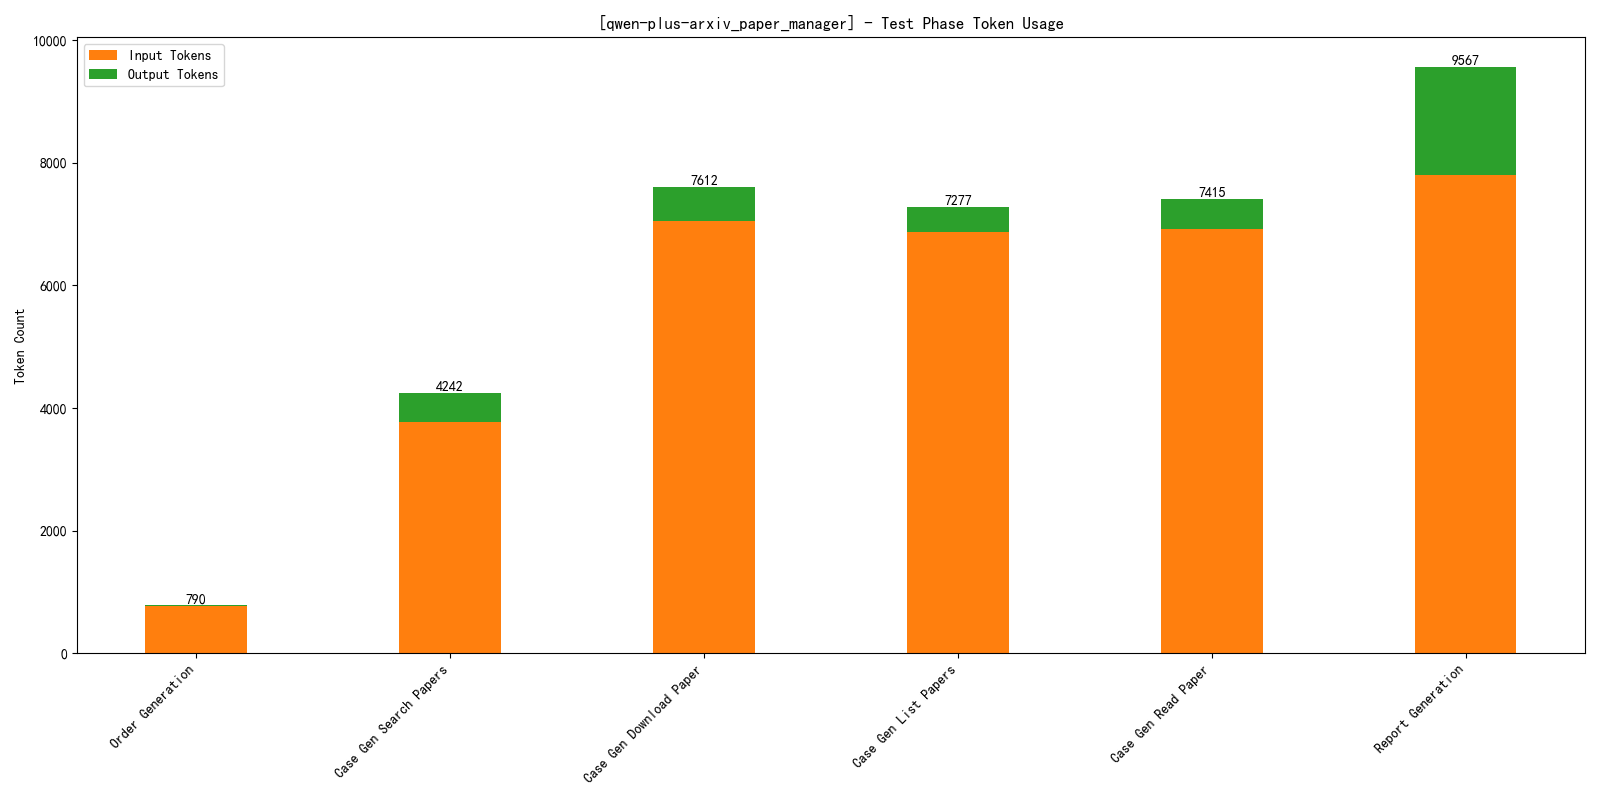 [qwen-plus-arxiv_paper_manager] - Test Phase Token Usage
Input Tokens
Output Tokens
Token Count
10000
8000
6000
4000
2000
0
790
4242
7612
7277
7415
9567
Order Generation
Case Gen Search Papers
Case Gen Download Paper
Case Gen List Papers
Case Gen Read Paper
Report Generation